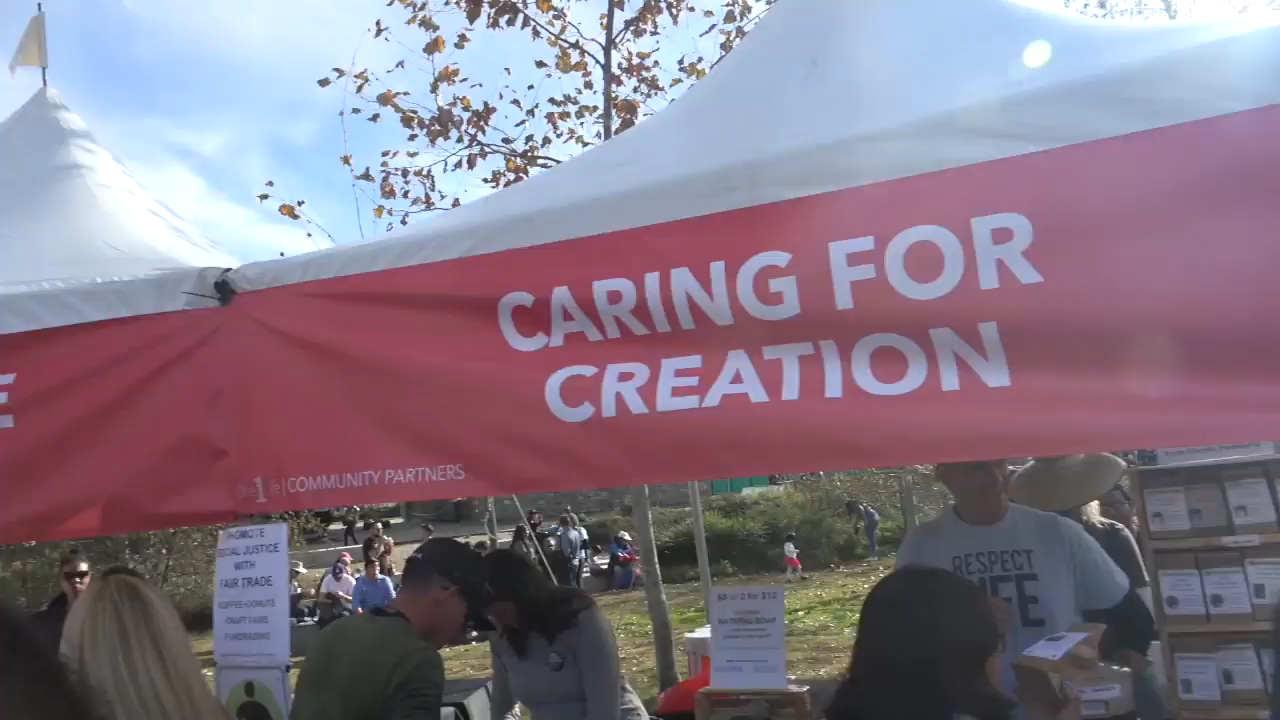 CARING FOR
CREATION
E
1
COMMUNITY PARTNERS
PROMOTE
SOCIAL JUSTICE
WITH
FAIR TRADE
COFFEE+DONUTS
CRAFT FAIRS
FUNDRAISING
$8 or 2 for $12
NATURAL SOAP
RESPECT
LIFE